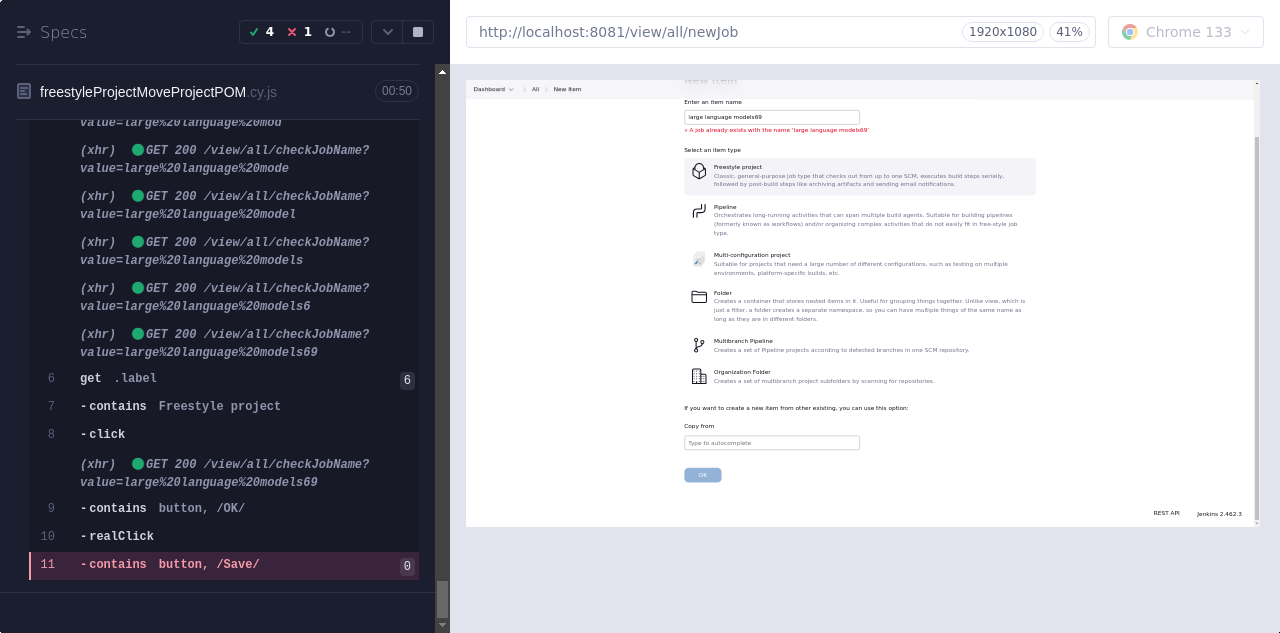 Specs
4
1
--
freestyleProjectMoveProjectPOM.cy.js
00:50
value=large%20language%20mod
(xhr) GET 200 /view/all/checkJobName?
value=large%20language%20mode
(xhr) GET 200 /view/all/checkJobName?
value=large%20language%20model
(xhr) GET 200 /view/all/checkJobName?
value=large%20language%20models
(xhr) GET 200 /view/all/checkJobName?
value=large%20language%20models6
(xhr) GET 200 /view/all/checkJobName?
value=large%20language%20models69
6 get .label 6
7 -contains Freestyle project
8 -click
(xhr) GET 200 /view/all/checkJobName?
value=large%20language%20models69
9 -contains button, /OK/
10 -realClick
11 -contains button, /Save/ 0
http://localhost:8081/view/all/newJob
1920x1080
41%
Chrome 133
New Item
Dashboard
All
New Item
Enter an item name
large language models69
» A job already exists with the name 'large language models69'
Select an item type
Freestyle project
Classic, general-purpose job type that checks out from up to one SCM, executes build steps serially,
followed by post-build steps like archiving artifacts and sending email notifications.
Pipeline
Orchestrates long-running activities that can span multiple build agents. Suitable for building pipelines
(formerly known as workflows) and/or organizing complex activities that do not easily fit in free-style job
type.
Multi-configuration project
Suitable for projects that need a large number of different configurations, such as testing on multiple
environments, platform-specific builds, etc.
Folder
Creates a container that stores nested items in it. Useful for grouping things together. Unlike view, which is
just a filter, a folder creates a separate namespace, so you can have multiple things of the same name as
long as they are in different folders.
Multibranch Pipeline
Creates a set of Pipeline projects according to detected branches in one SCM repository.
Organization Folder
Creates a set of multibranch project subfolders by scanning for repositories.
If you want to create a new item from other existing, you can use this option:
Copy from
Type to autocomplete
OK
REST API
Jenkins 2.462.3